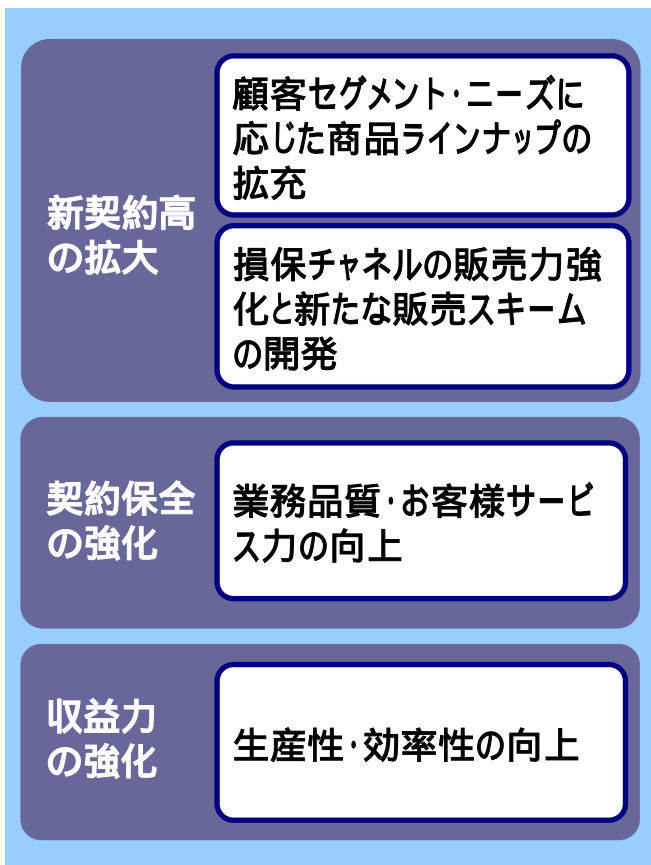 新契約高
の拡大
顧客セグメント・ニーズに
応じた商品ラインナップの
拡充
損保チャネルの販売力強
化と新たな販売スキーム
の開発
契約保全
の強化
業務品質・お客様サービ
ス力の向上
収益力
の強化
生産性・効率性の向上